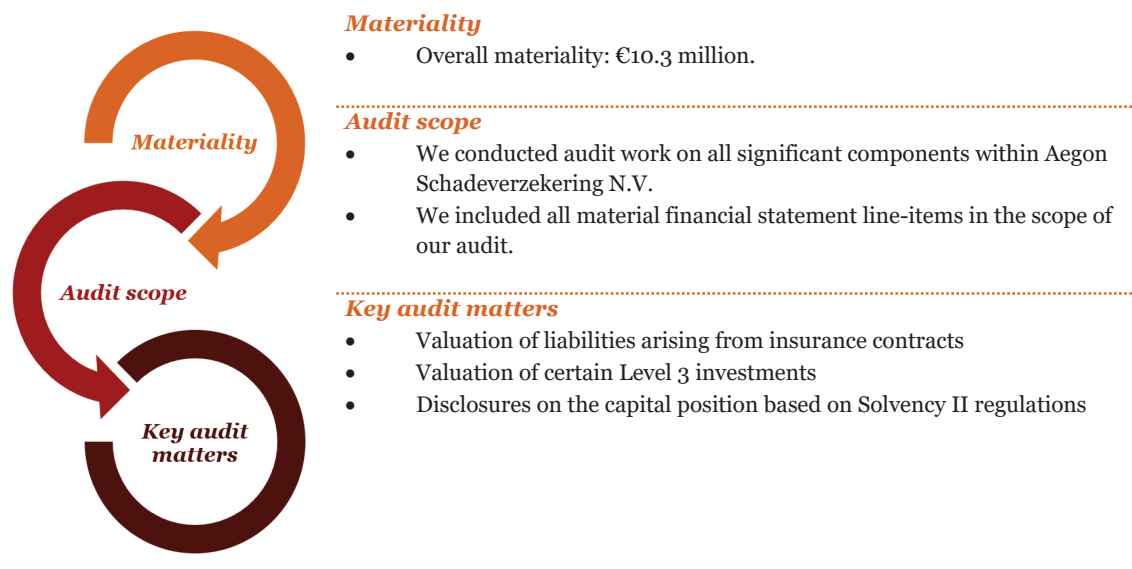 Materiality
Audit scope
Key audit
matters
Materiality
• Overall materiality: €10.3 million.
Audit scope
• We conducted audit work on all significant components within Aegon
Schadeverzekering N.V.
• We included all material financial statement line-items in the scope of
our audit.
Key audit matters
• Valuation of liabilities arising from insurance contracts
• Valuation of certain Level 3 investments
• Disclosures on the capital position based on Solvency II regulations